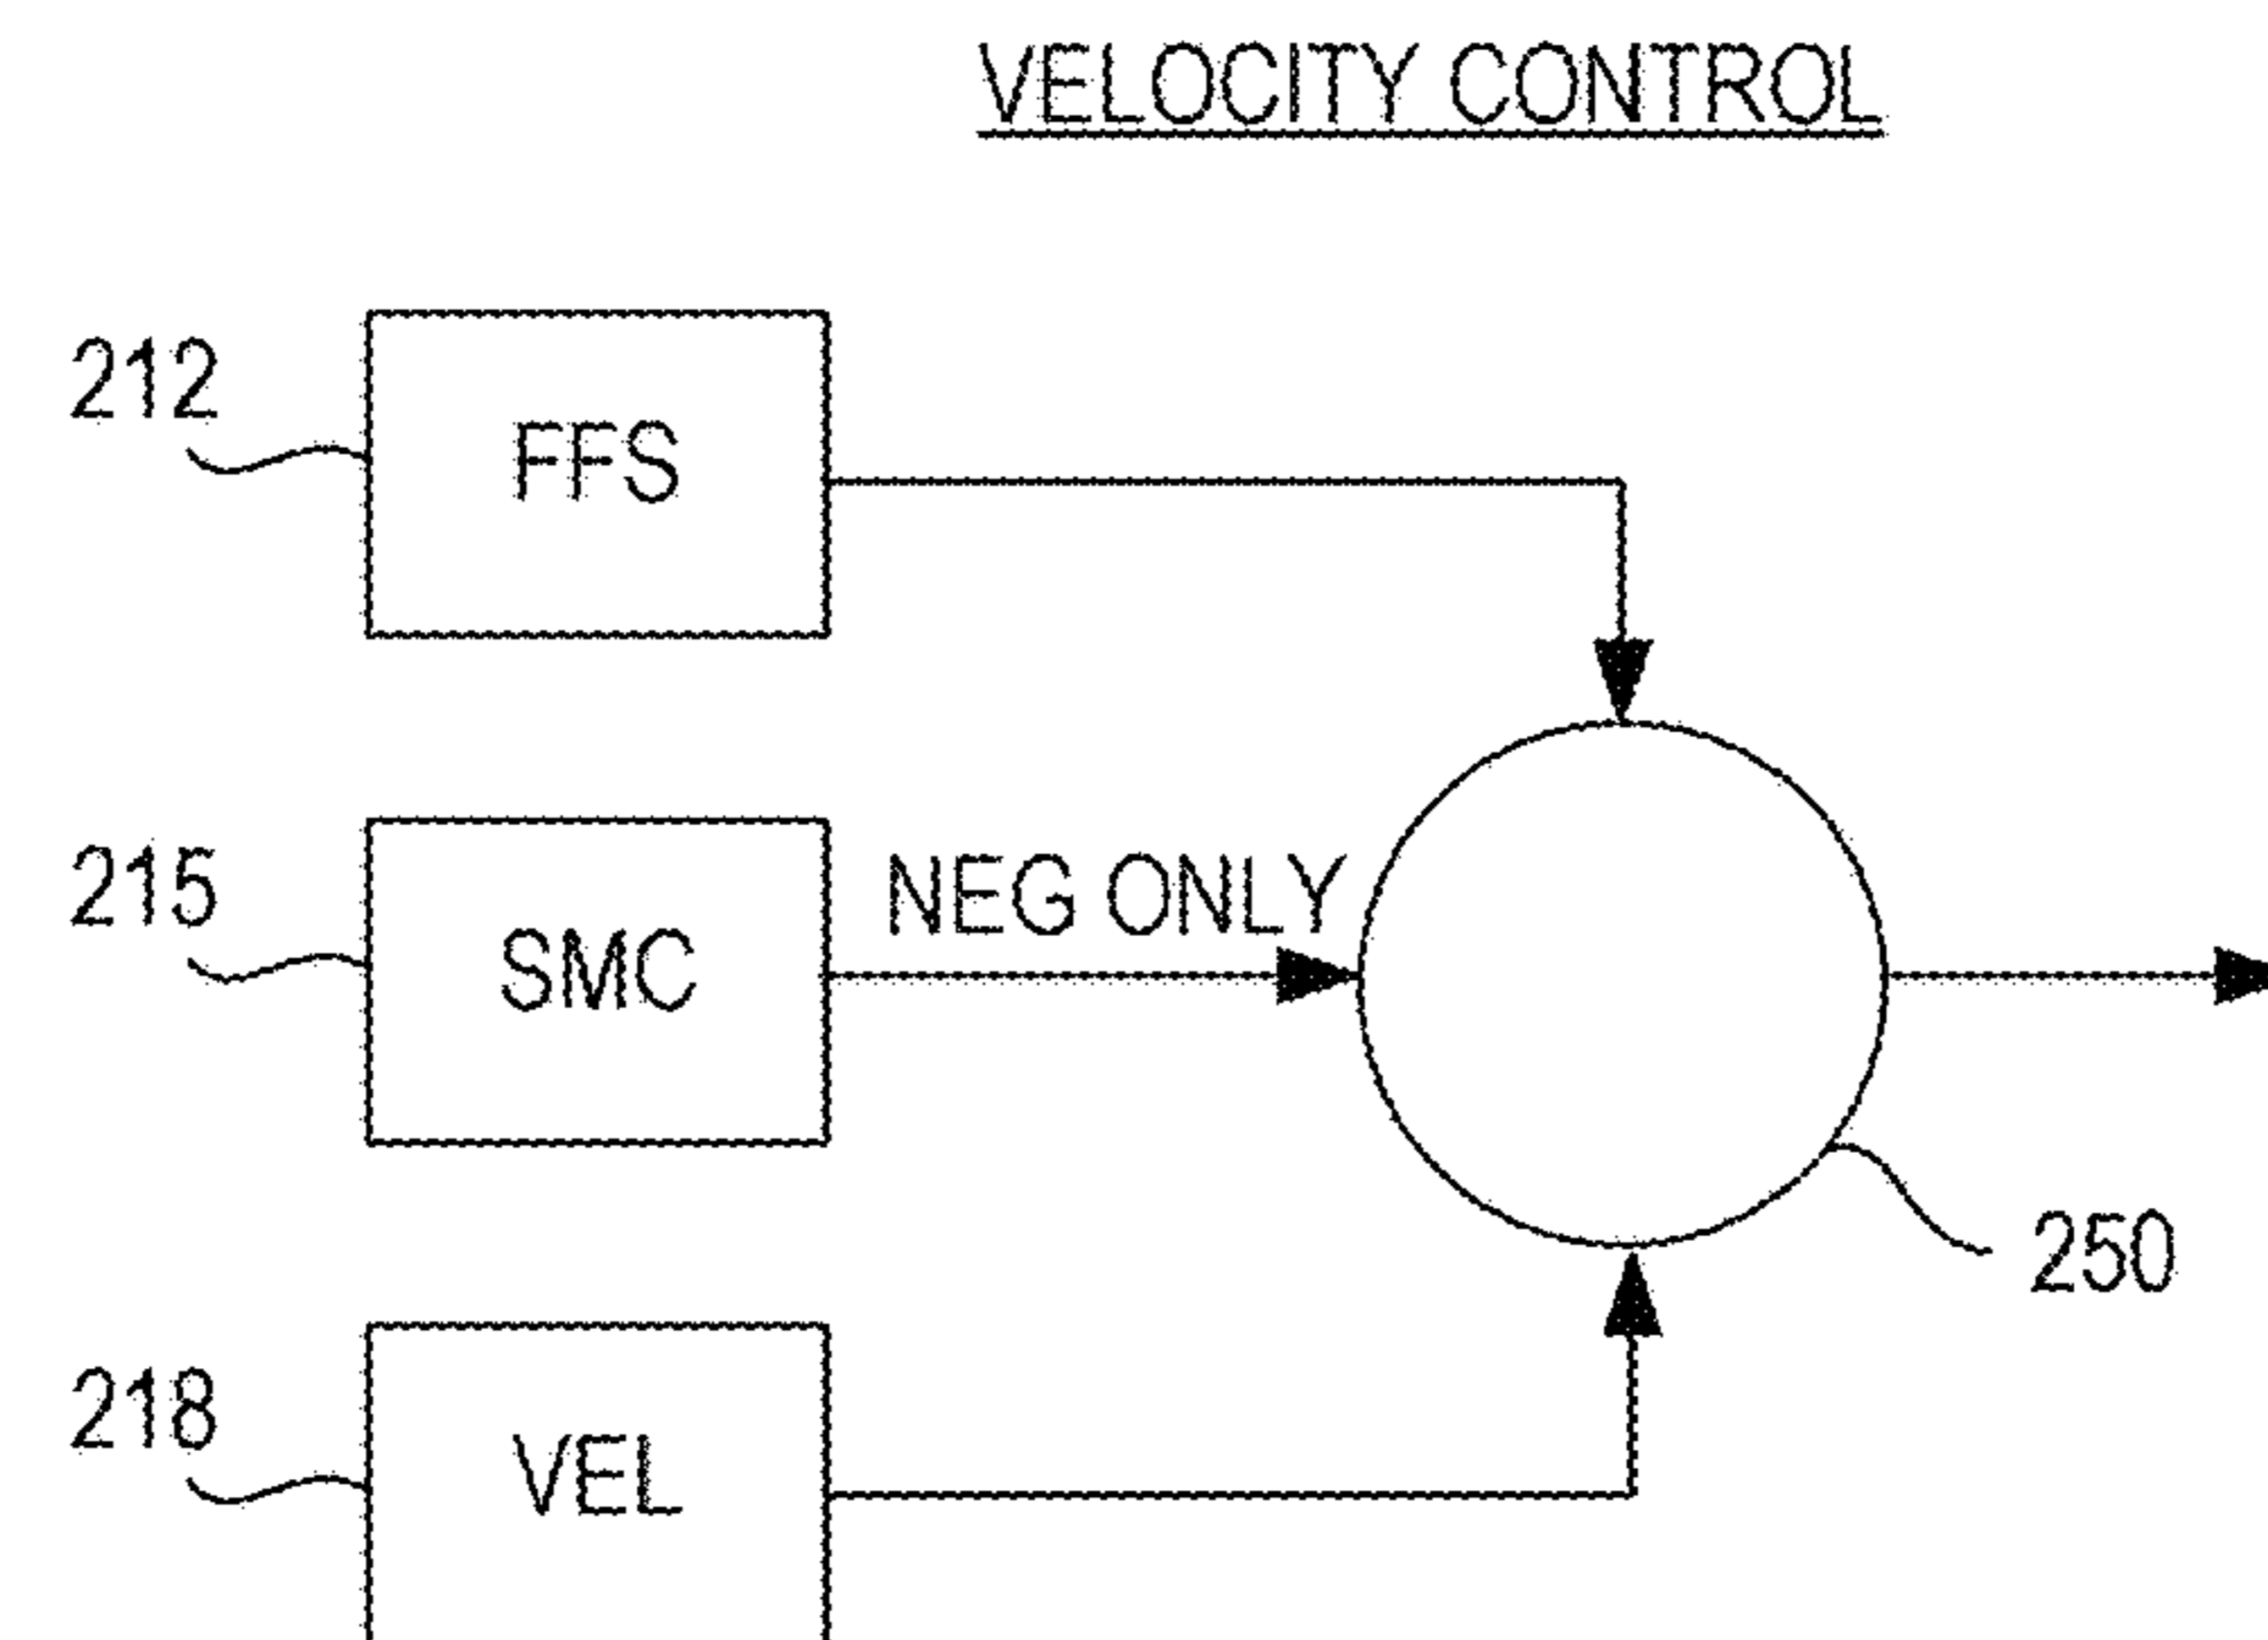 VELOCITY CONTROL
212
FFS
215
SMC
NEG ONLY
250
218
VEL